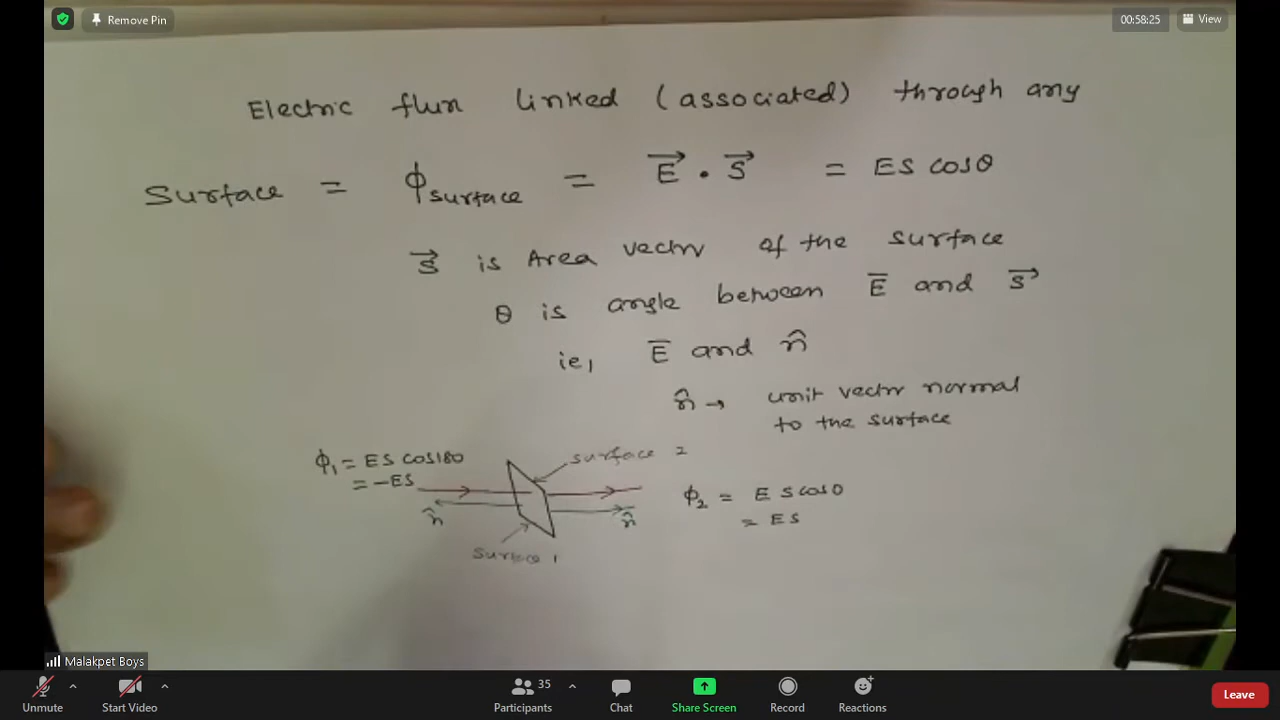 Remove Pin
00:58:25
View
Electric flux linked (associated) through any
Surface = ϕsurface = E⃗ . S⃗ = ES cosθ
S⃗ is Area vector of the surface
θ is angle between E̅ and S⃗
ie, E̅ and n̂
n̂ → unit vector normal
to the surface
ϕ₁ = ES cos180
= -ES
surface 2
n̂
n̂
ϕ₂ = E S cos0
= ES
Surface 1
Malakpet Boys
Unmute
Start Video
35
Participants
Chat
Share Screen
Record
Reactions
Leave